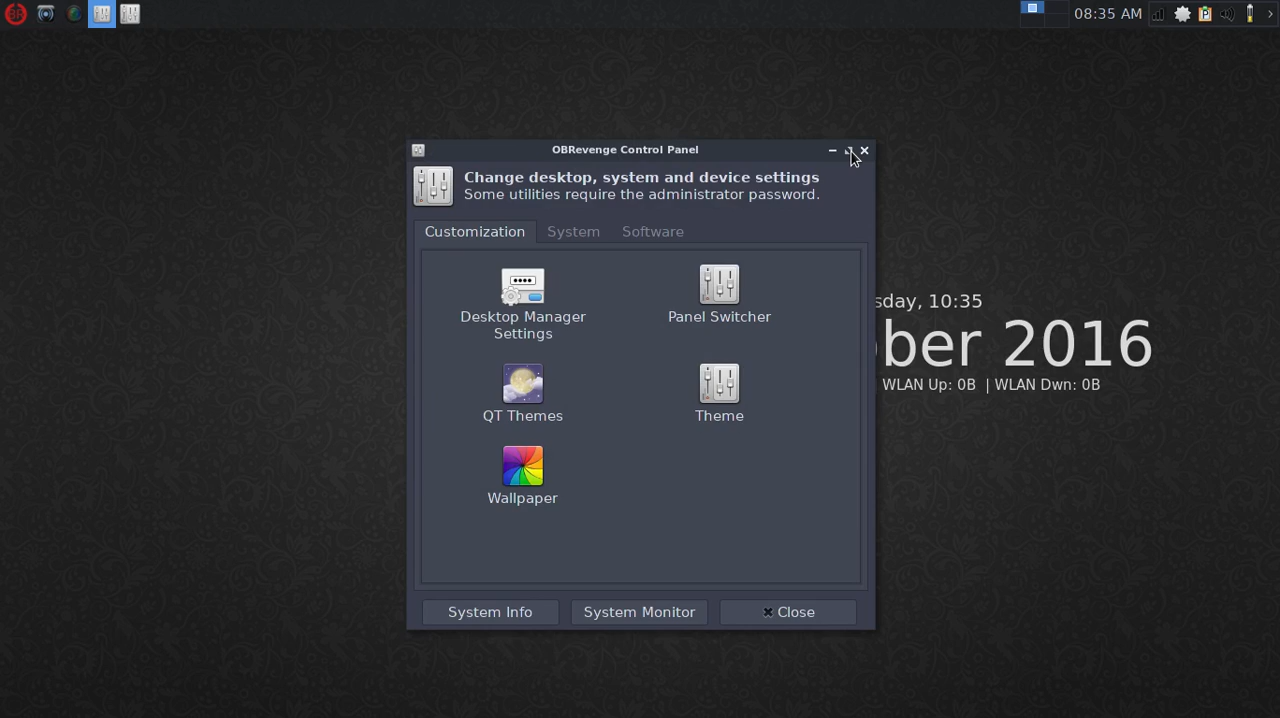 08:35 AM
OBRevenge Control Panel
Change desktop, system and device settings
Some utilities require the administrator password.
Customization System Software
Desktop Manager Settings
Panel Switcher
QT Themes
Theme
Wallpaper
sday, 10:35
ber 2016
WLAN Up: 0B | WLAN Dwn: 0B
System Info System Monitor Close